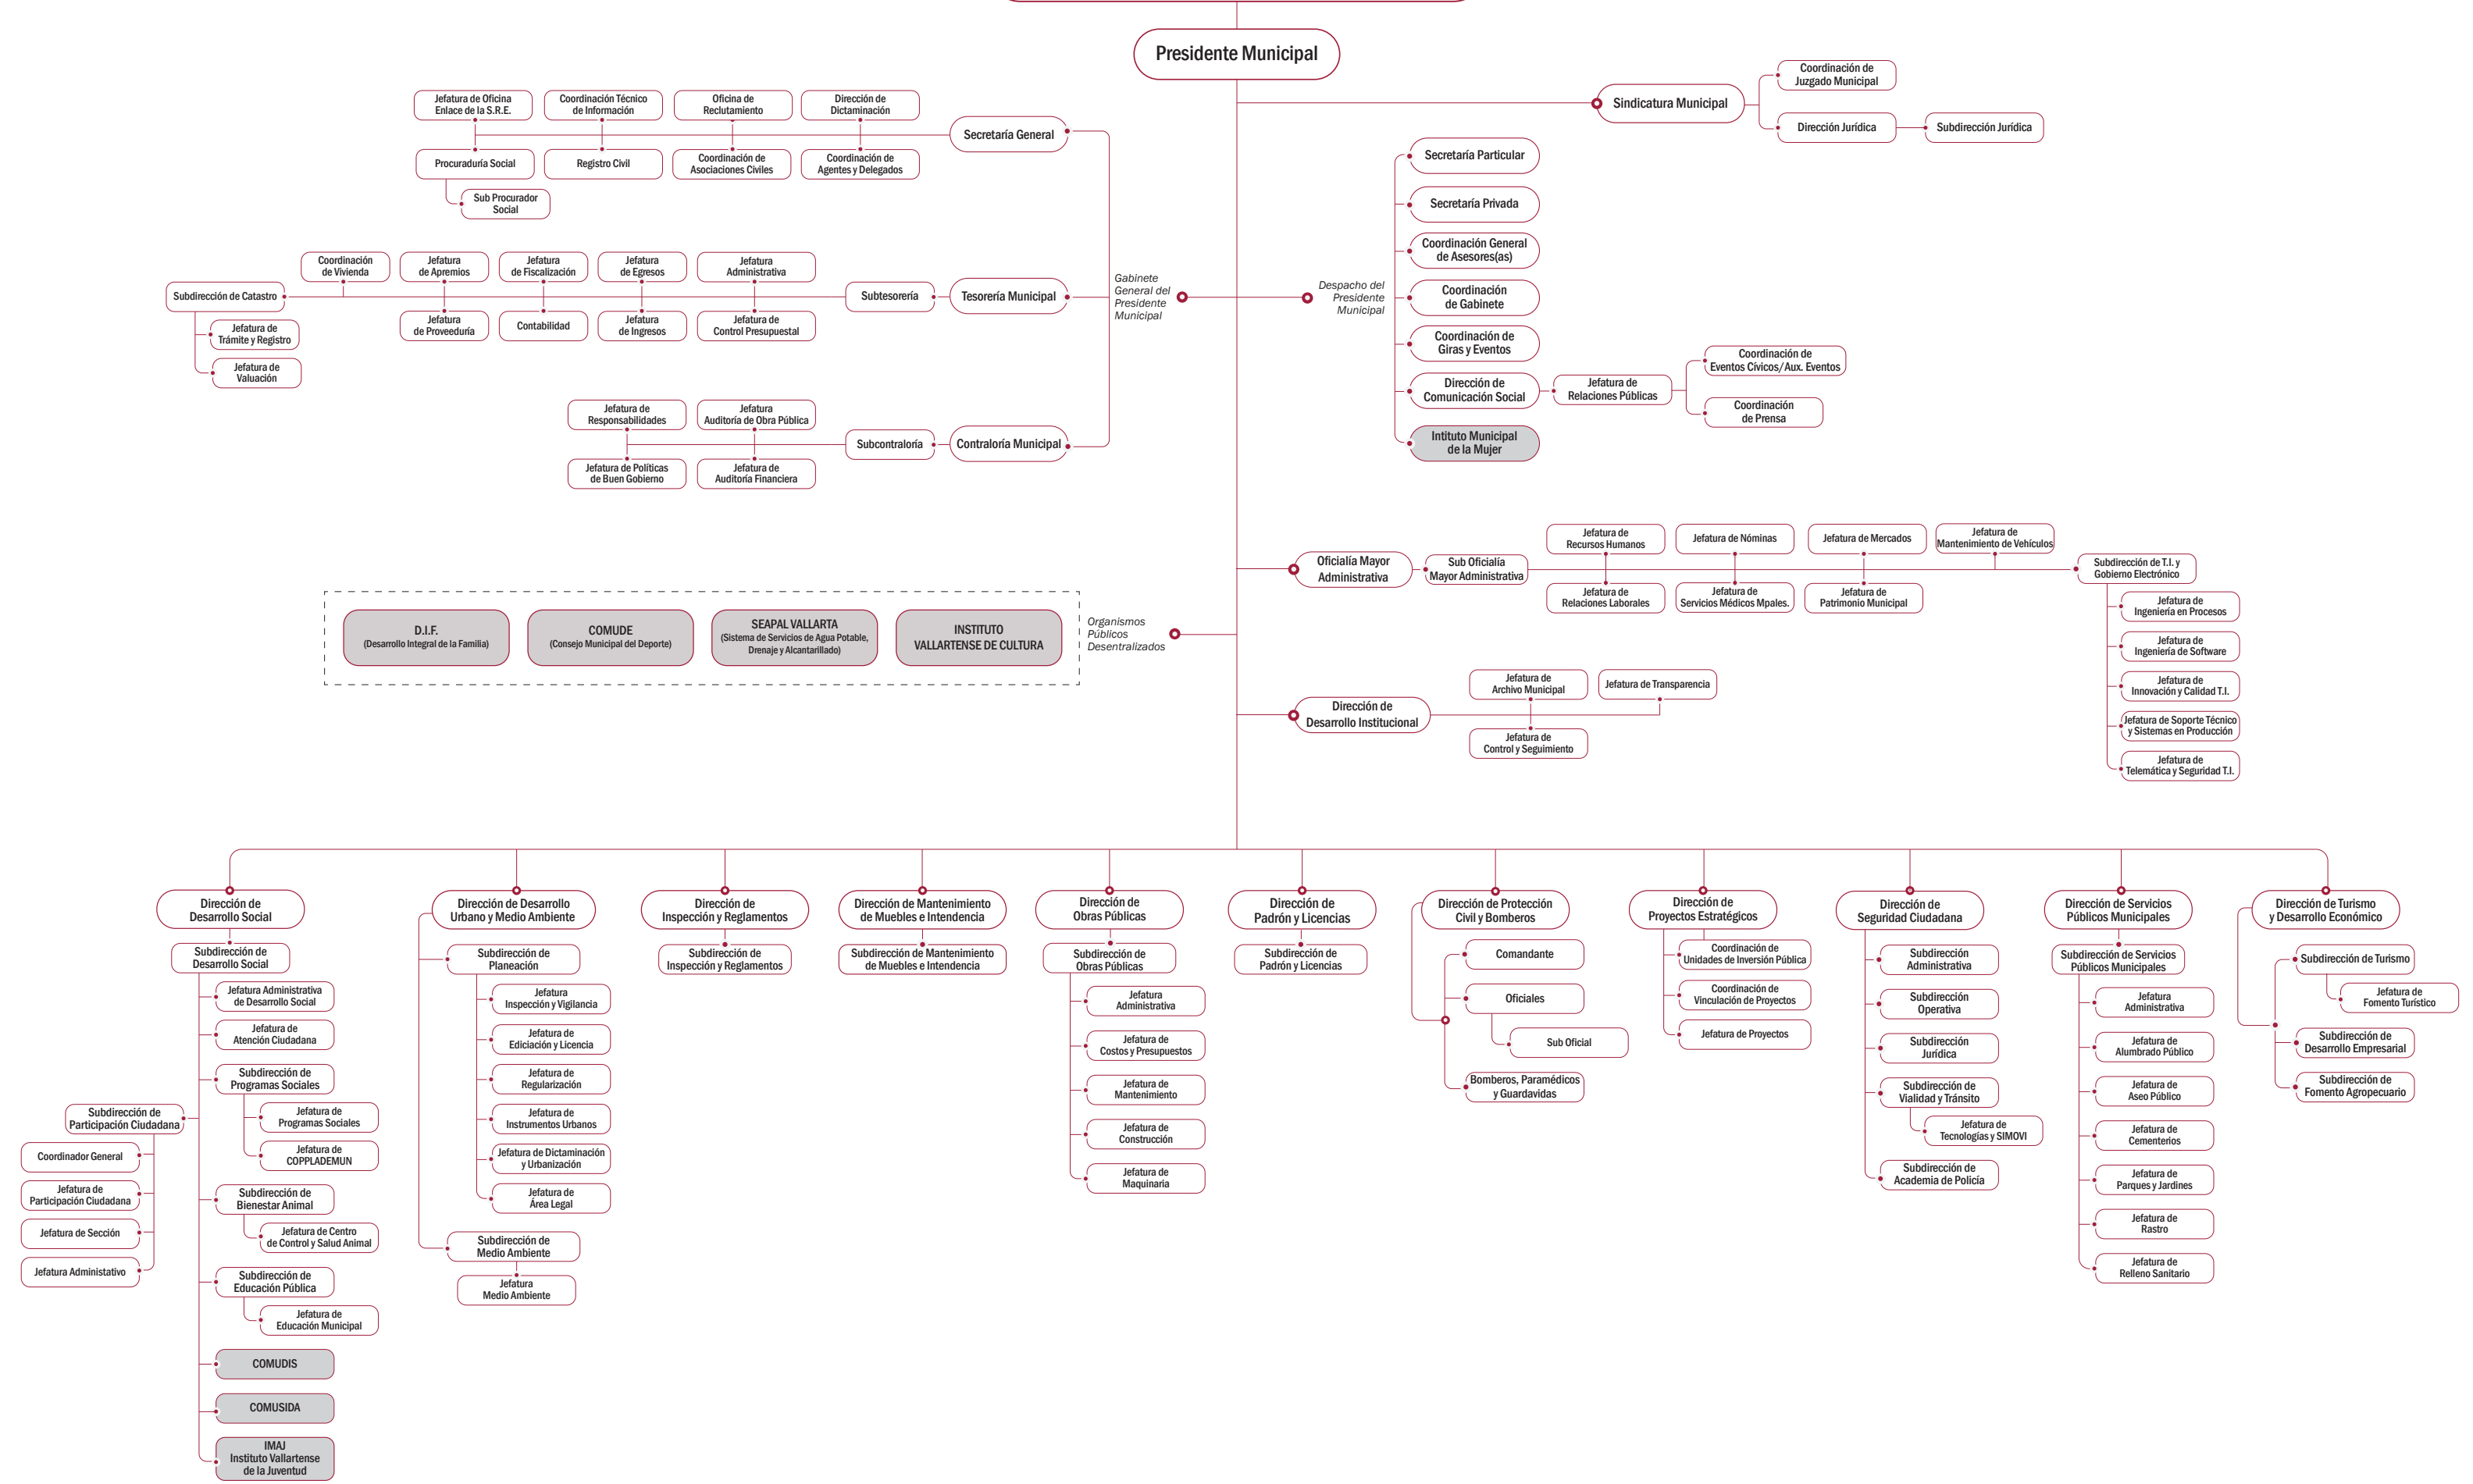 Presidente Municipal
Sindicatura Municipal
Coordinación de
Juzgado Municipal
Dirección Jurídica
Subdirección Jurídica
Jefatura de Oficina
Enlace de la S.R.E.
Coordinación Técnico
de Información
Oficina de
Reclutamiento
Dirección de
Dictaminación
Secretaría General
Procuraduría Social
Registro Civil
Coordinación de
Asociaciones Civiles
Coordinación de
Agentes y Delegados
Sub Procurador
Social
Coordinación
de Vivienda
Jefatura
de Apremios
Jefatura
de Fiscalización
Jefatura
de Egresos
Jefatura
Administrativa
Subdirección de Catastro
Subtesorería
Tesorería Municipal
Jefatura
de Proveeduría
Contabilidad
Jefatura
de Ingresos
Jefatura de
Control Presupuestal
Jefatura de
Trámite y Registro
Jefatura de
Valuación
Jefatura de
Responsabilidades
Jefatura
Auditoría de Obra Pública
Subcontraloría
Contraloría Municipal
Jefatura de Políticas
de Buen Gobierno
Jefatura de
Auditoría Financiera
Gabinete
General del
Presidente
Municipal
Despacho del
Presidente
Municipal
Secretaría Particular
Secretaría Privada
Coordinación General
de Asesores(as)
Coordinación
de Gabinete
Coordinación de
Giras y Eventos
Dirección de
Comunicación Social
Jefatura de
Relaciones Públicas
Coordinación de
Eventos Cívicos/Aux. Eventos
Coordinación
de Prensa
Intituto Municipal
de la Mujer
Oficialía Mayor
Administrativa
Sub Oficialía
Mayor Administrativa
Jefatura de
Recursos Humanos
Jefatura de Nóminas
Jefatura de Mercados
Jefatura de
Mantenimiento de Vehículos
Jefatura de
Relaciones Laborales
Jefatura de
Servicios Médicos Mpales.
Jefatura de
Patrimonio Municipal
Subdirección de T.I. y
Gobierno Electrónico
Jefatura de
Ingeniería en Procesos
Jefatura de
Ingeniería de Software
Jefatura de
Innovación y Calidad T.I.
Jefatura de Soporte Técnico
y Sistemas en Producción
Jefatura de
Telemática y Seguridad T.I.
D.I.F.
(Desarrollo Integral de la Familia)
COMUDE
(Consejo Municipal del Deporte)
SEAPAL VALLARTA
(Sistema de Servicios de Agua Potable,
Drenaje y Alcantarillado)
INSTITUTO
VALLARTENSE DE CULTURA
Organismos
Públicos
Desentralizados
Dirección de
Desarrollo Institucional
Jefatura de
Archivo Municipal
Jefatura de Transparencia
Jefatura de
Control y Seguimiento
Dirección de
Desarrollo Social
Subdirección de
Desarrollo Social
Jefatura Administrativa
de Desarrollo Social
Jefatura de
Atención Ciudadana
Subdirección de
Programas Sociales
Jefatura de
Programas Sociales
Jefatura de
COPPLADEMUN
Subdirección de
Participación Ciudadana
Coordinador General
Jefatura de
Participación Ciudadana
Jefatura de Sección
Jefatura Administativo
Subdirección de
Bienestar Animal
Jefatura de Centro
de Control y Salud Animal
Subdirección de
Educación Pública
Jefatura de
Educación Municipal
COMUDIS
COMUSIDA
IMAJ
Instituto Vallartense
de la Juventud
Dirección de Desarrollo
Urbano y Medio Ambiente
Subdirección de
Planeación
Jefatura
Inspección y Vigilancia
Jefatura de
Ediciación y Licencia
Jefatura de
Regularización
Jefatura de
Instrumentos Urbanos
Jefatura de Dictaminación
y Urbanización
Jefatura de
Área Legal
Subdirección de
Medio Ambiente
Jefatura
Medio Ambiente
Dirección de
Inspección y Reglamentos
Subdirección de
Inspección y Reglamentos
Dirección de Mantenimiento
de Muebles e Intendencia
Subdirección de Mantenimiento
de Muebles e Intendencia
Dirección de
Obras Públicas
Subdirección de
Obras Públicas
Jefatura
Administrativa
Jefatura de
Costos y Presupuestos
Jefatura de
Mantenimiento
Jefatura de
Construcción
Jefatura de
Maquinaria
Dirección de
Padrón y Licencias
Subdirección de
Padrón y Licencias
Dirección de Protección
Civil y Bomberos
Comandante
Oficiales
Sub Oficial
Bomberos, Paramédicos
y Guardavidas
Dirección de
Proyectos Estratégicos
Coordinación de
Unidades de Inversión Pública
Coordinación de
Vinculación de Proyectos
Jefatura de Proyectos
Dirección de
Seguridad Ciudadana
Subdirección
Administrativa
Subdirección
Operativa
Subdirección
Jurídica
Subdirección de
Vialidad y Tránsito
Jefatura de
Tecnologías y SIMOVI
Subdirección de
Academia de Policía
Dirección de Servicios
Públicos Municipales
Subdirección de Servicios
Públicos Municipales
Jefatura
Administrativa
Jefatura de
Alumbrado Público
Jefatura de
Aseo Público
Jefatura de
Cementerios
Jefatura de
Parques y Jardines
Jefatura de
Rastro
Jefatura de
Relleno Sanitario
Dirección de Turismo
y Desarrollo Económico
Subdirección de Turismo
Jefatura de
Fomento Turístico
Subdirección de
Desarrollo Empresarial
Subdirección de
Fomento Agropecuario